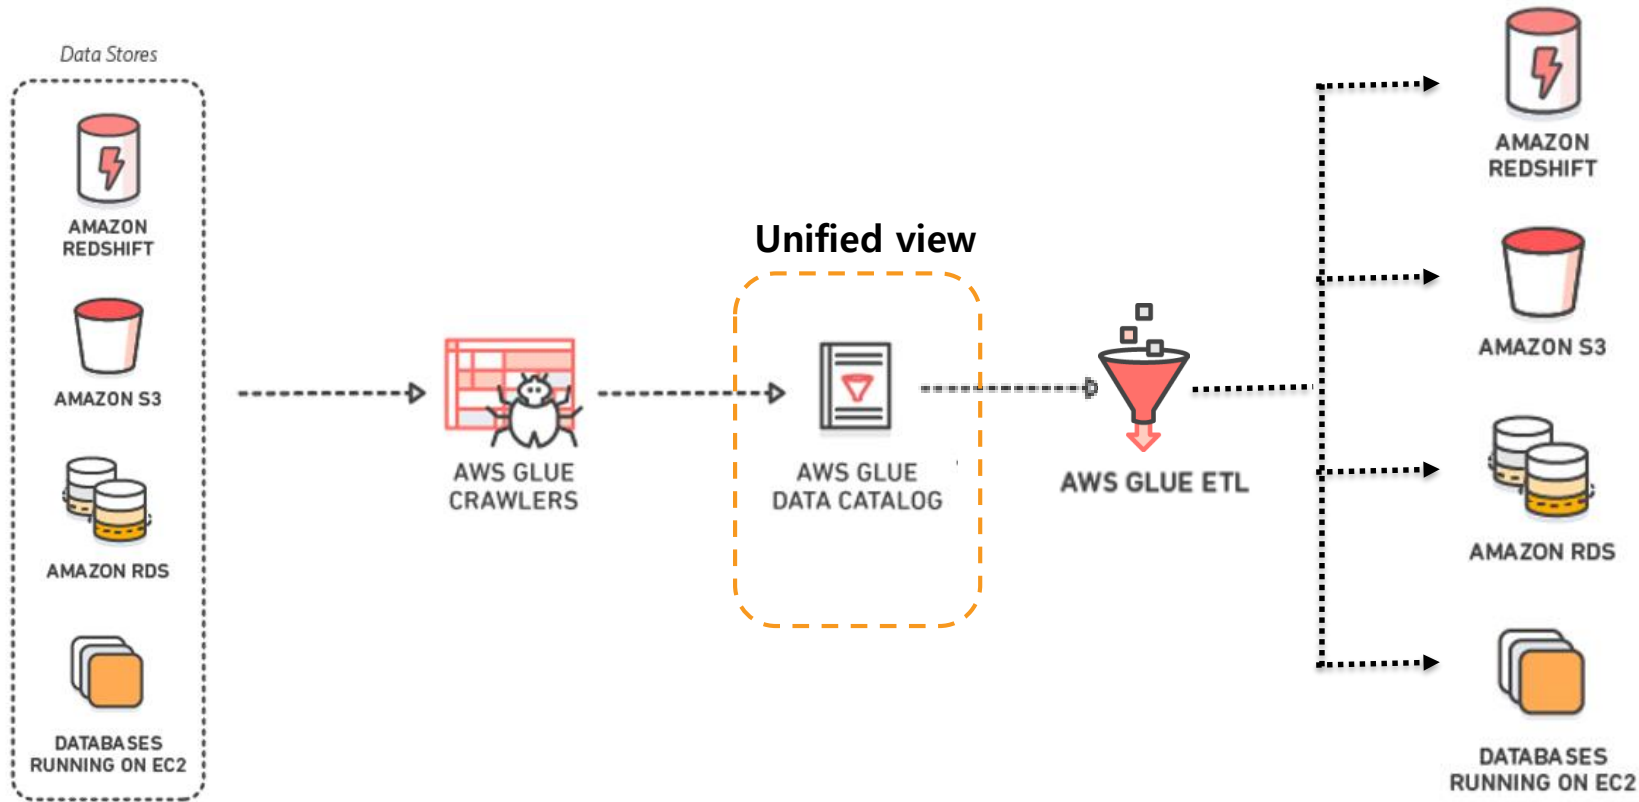 Data Stores
AMAZON
REDSHIFT
AMAZON S3
AMAZON RDS
DATABASES
RUNNING ON EC2
AWS GLUE
CRAWLERS
Unified view
AWS GLUE
DATA CATALOG
AWS GLUE ETL
AMAZON
REDSHIFT
AMAZON S3
AMAZON RDS
DATABASES
RUNNING ON EC2